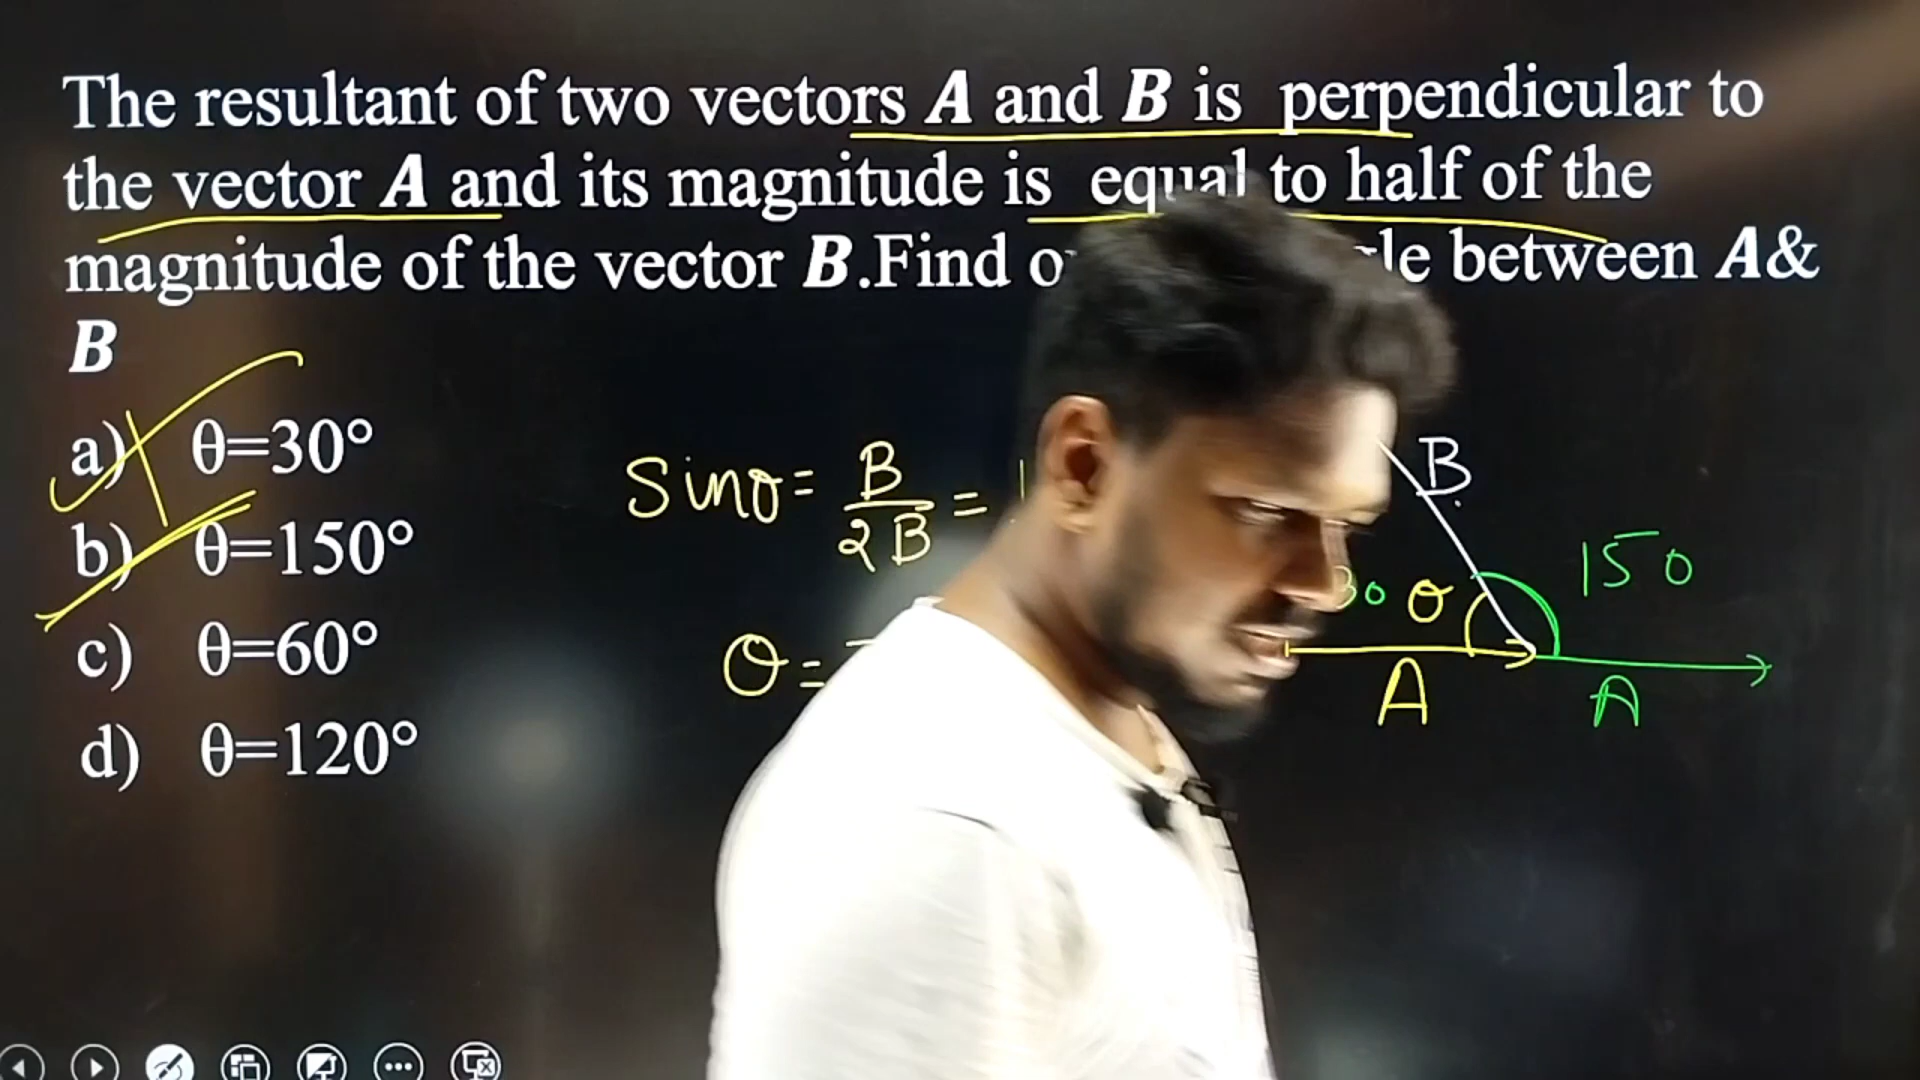 The resultant of two vectors A and B is perpendicular to
the vector A and its magnitude is equal to half of the
magnitude of the vector B.Find between A&
B
a) θ=30°
b) θ=150°
c) θ=60°
d) θ=120°
Sinθ = B/2B =
θ =
B
30 θ
150
A
A